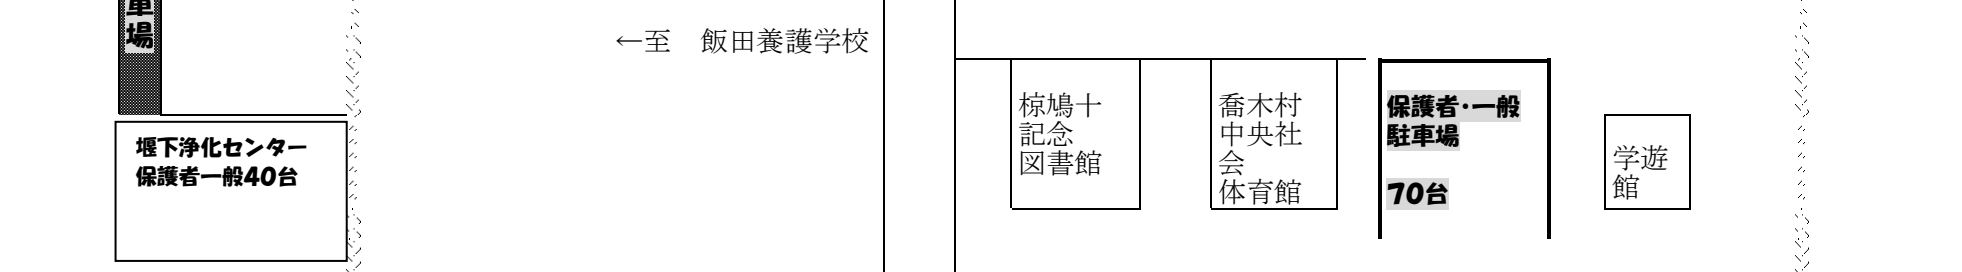 車
場
←至　飯田養護学校
堰下浄化センター
保護者一般40台
椋鳩十
記念
図書館
喬木村
中央社
会
体育館
保護者・一般
駐車場
70台
学遊
館